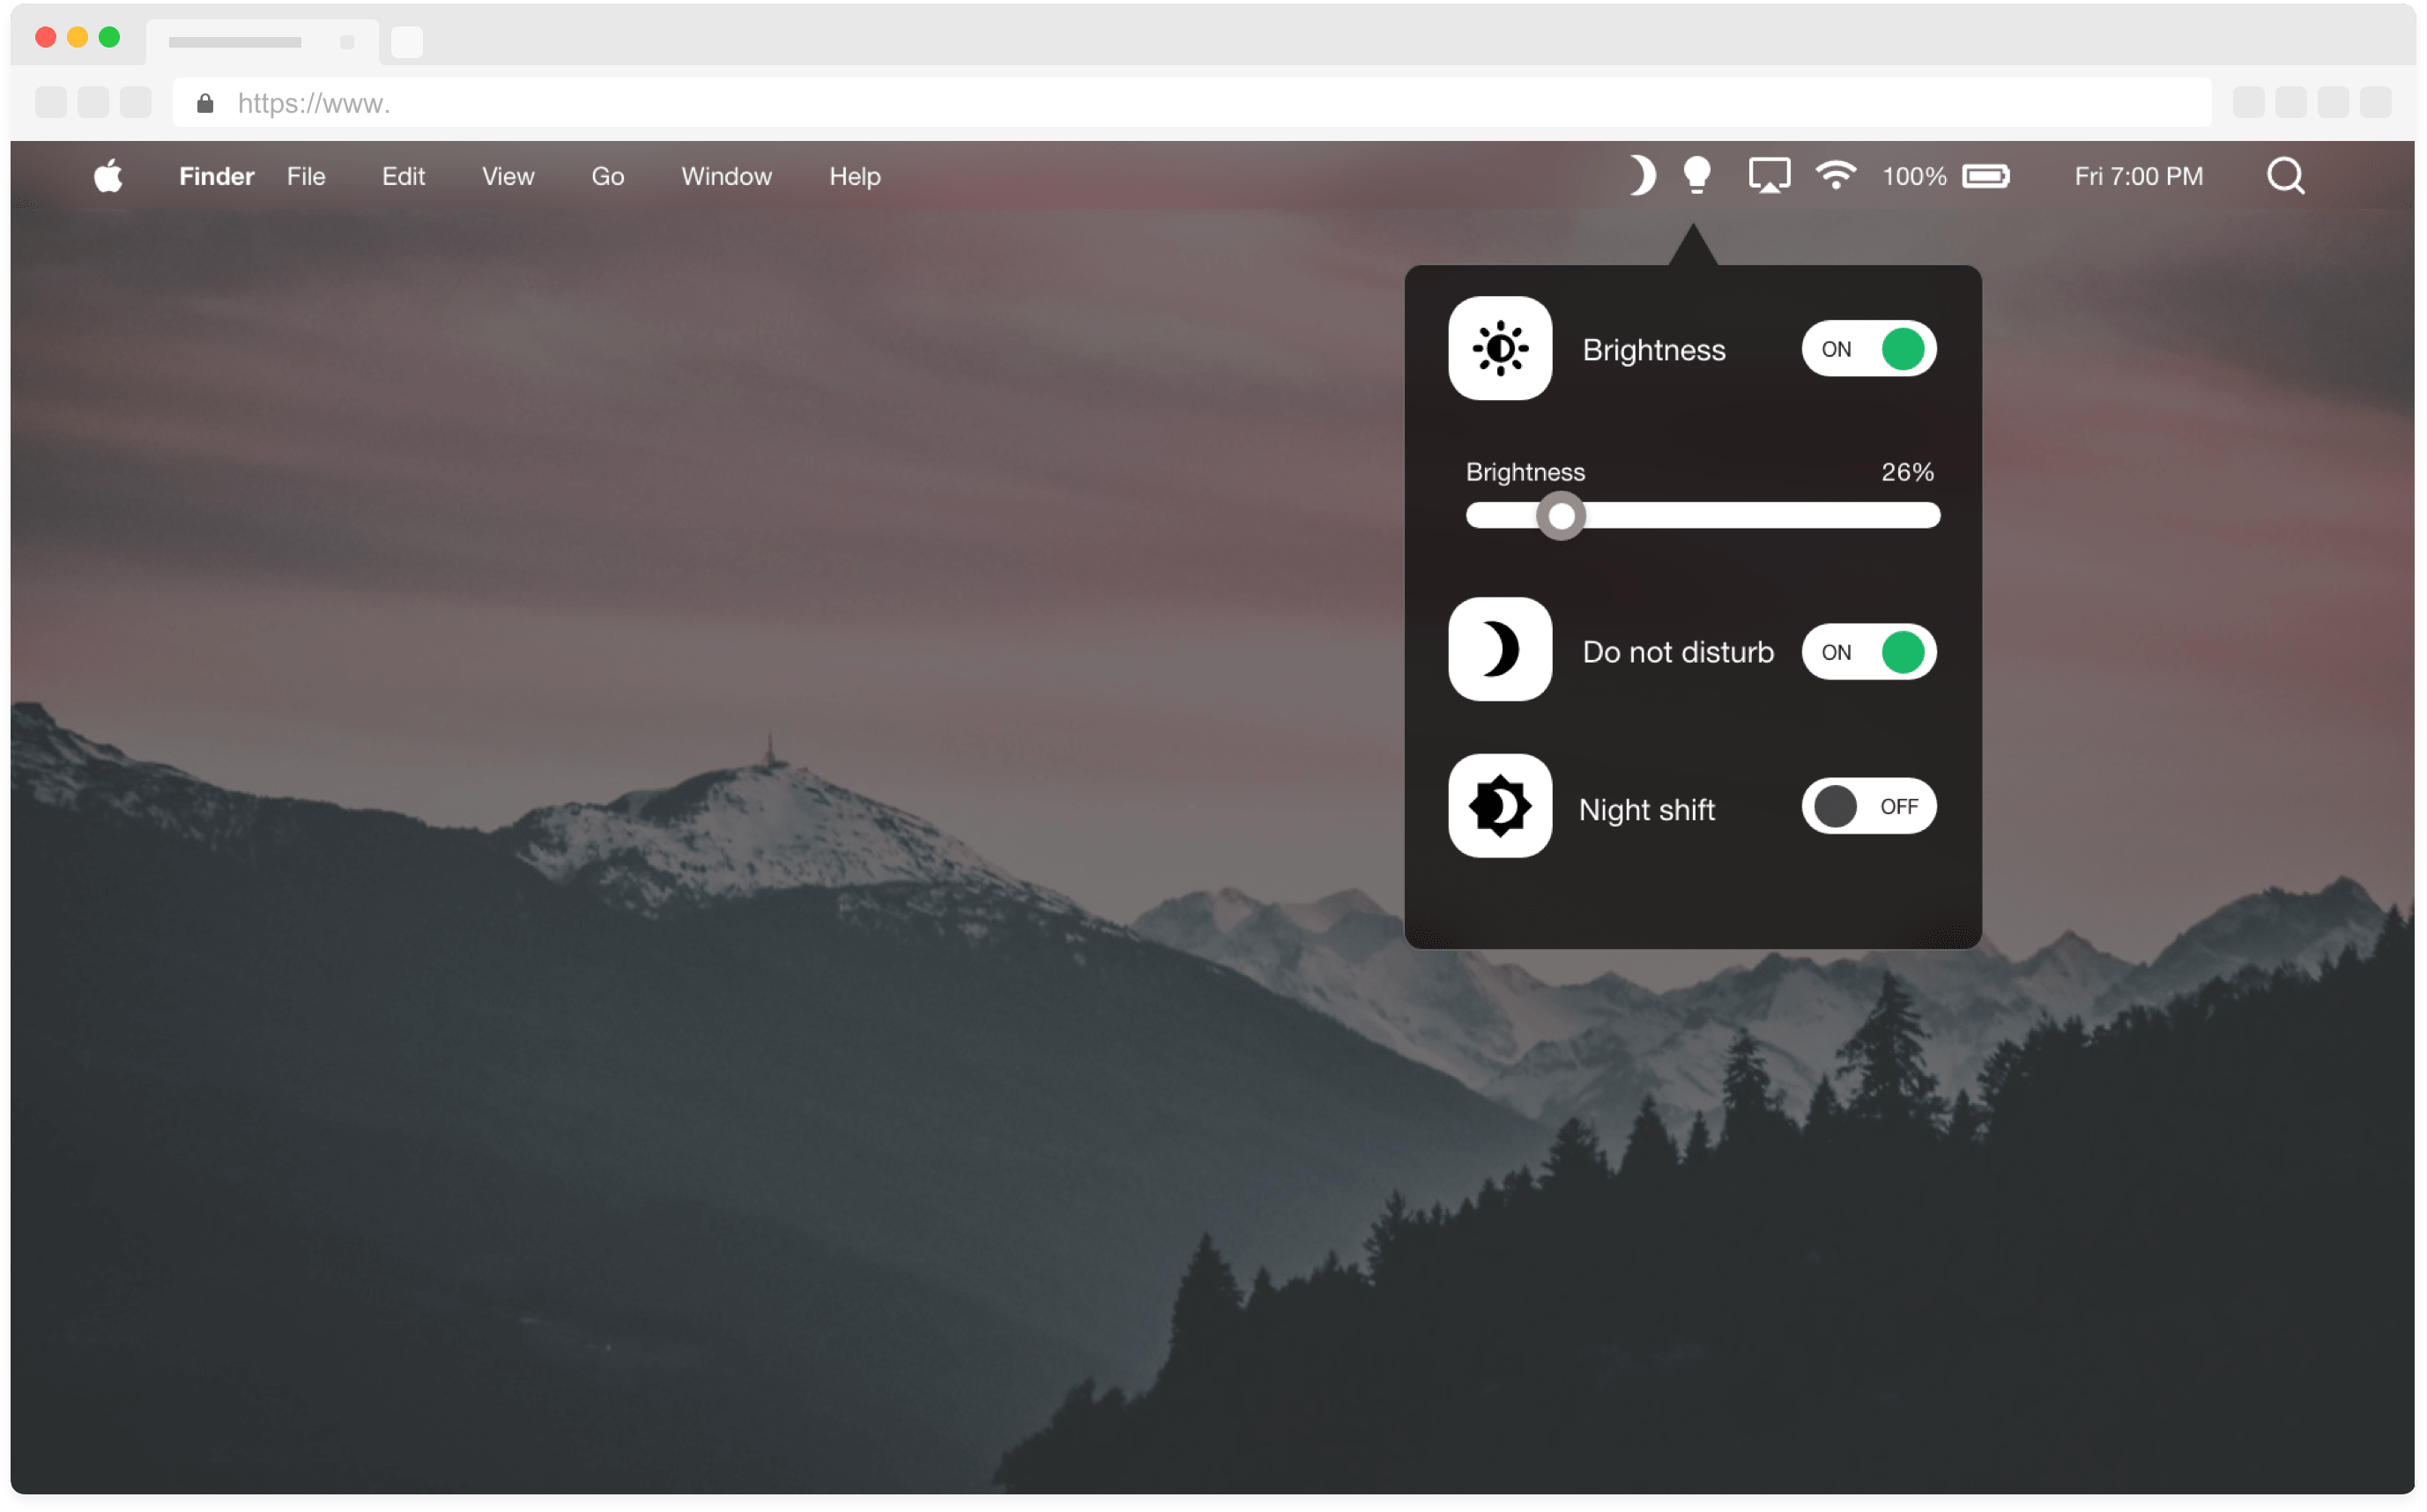 https://www.
Finder File Edit View Go Window Help 100% Fri 7:00 PM
Brightness ON
Brightness 26%
Do not disturb ON
Night shift OFF